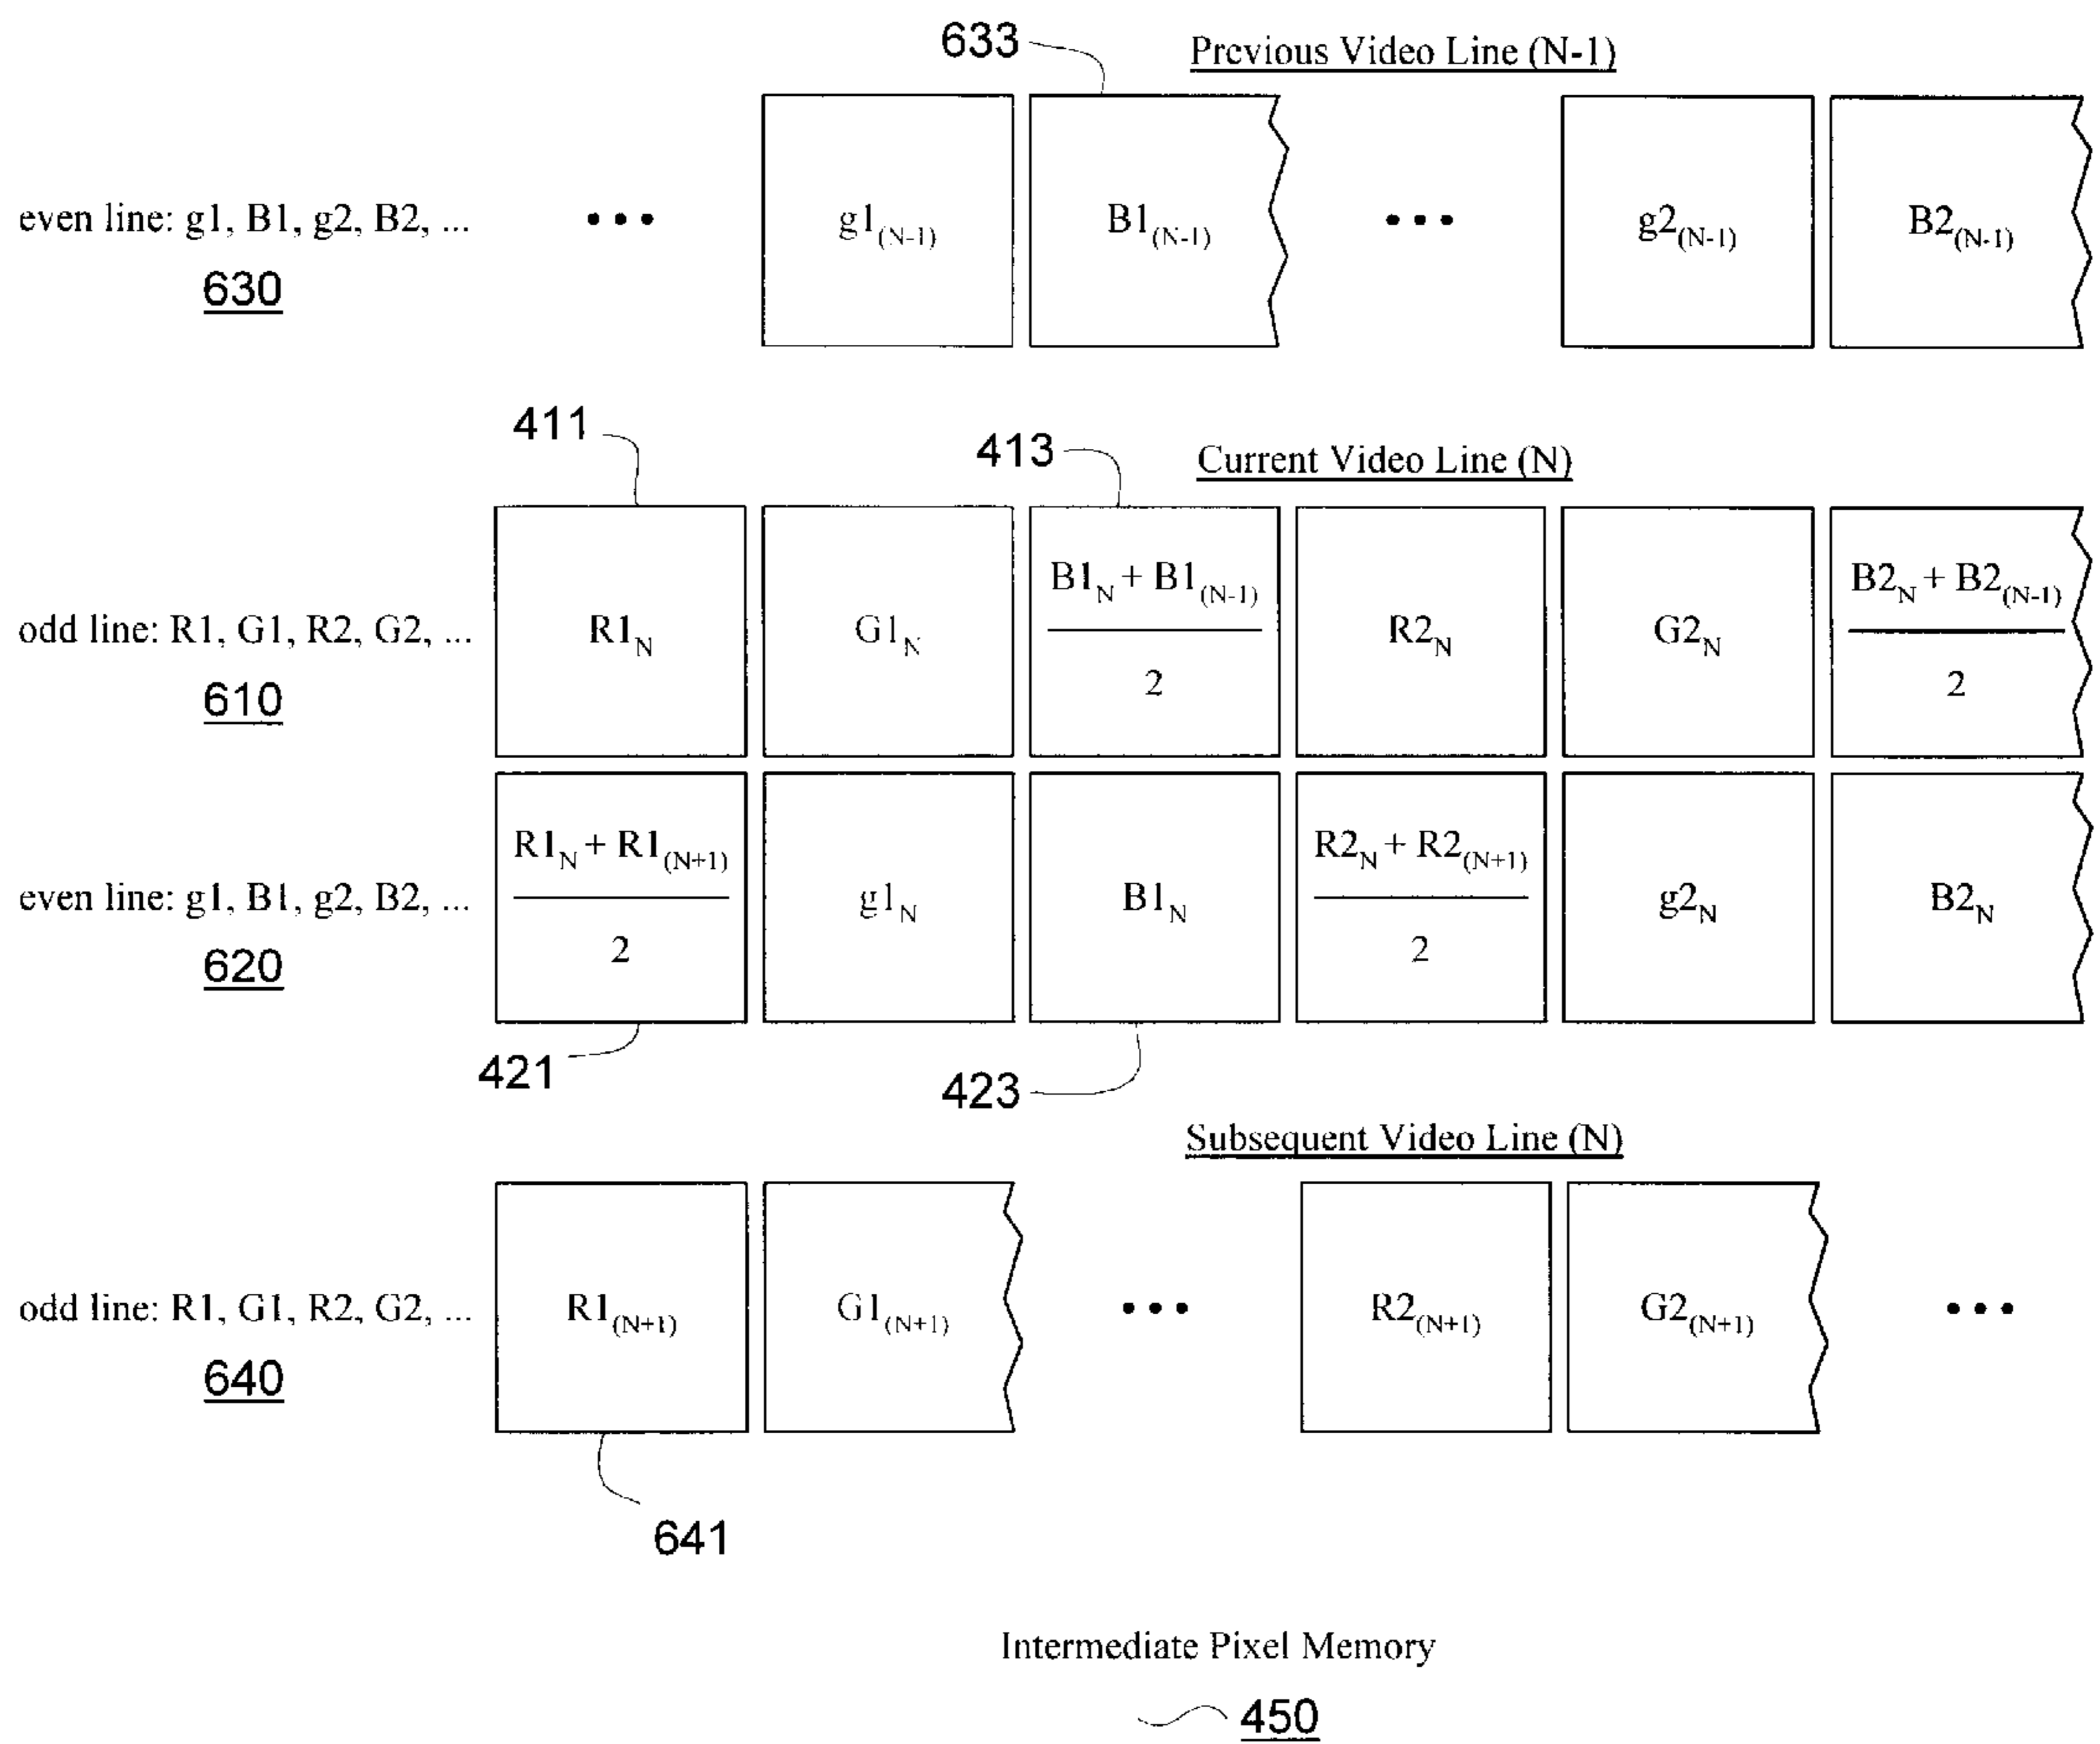 633
Previous Video Line (N-1)
even line: g1, B1, g2, B2, ...
630
•••
g1(N-1)
B1(N-1)
•••
g2(N-1)
B2(N-1)
411
413
Current Video Line (N)
odd line: R1, G1, R2, G2, ...
610
R1N
G1N
B1N + B1(N-1)
2
R2N
G2N
B2N + B2(N-1)
2
even line: g1, B1, g2, B2, ...
620
R1N + R1(N+1)
2
g1N
B1N
R2N + R2(N+1)
2
g2N
B2N
421
423
Subsequent Video Line (N)
odd line: R1, G1, R2, G2, ...
640
R1(N+1)
G1(N+1)
•••
R2(N+1)
G2(N+1)
•••
641
Intermediate Pixel Memory
450